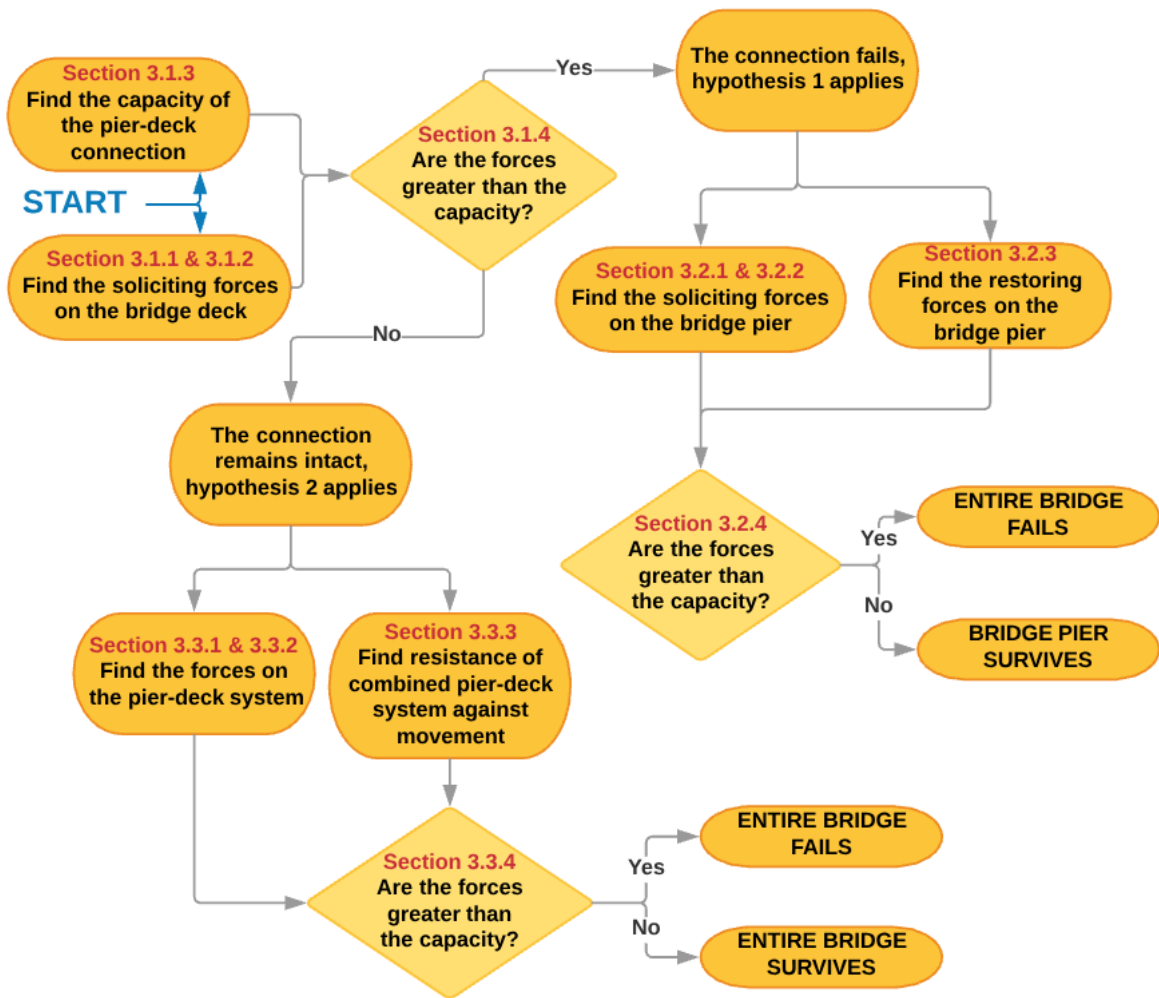 Section 3.1.3
Find the capacity of
the pier-deck
connection
START
Section 3.1.1 & 3.1.2
Find the soliciting forces
on the bridge deck
Section 3.1.4
Are the forces
greater than the
capacity?
Yes
The connection fails,
hypothesis 1 applies
Section 3.2.1 & 3.2.2
Find the soliciting forces
on the bridge pier
Section 3.2.3
Find the restoring
forces on the
bridge pier
No
The connection
remains intact,
hypothesis 2 applies
Section 3.2.4
Are the forces
greater than
the capacity?
Yes
ENTIRE BRIDGE
FAILS
No
BRIDGE PIER
SURVIVES
Section 3.3.1 & 3.3.2
Find the forces on
the pier-deck system
Section 3.3.3
Find resistance of
combined pier-deck
system against
movement
Section 3.3.4
Are the forces
greater than
the capacity?
Yes
ENTIRE BRIDGE
FAILS
No
ENTIRE BRIDGE
SURVIVES